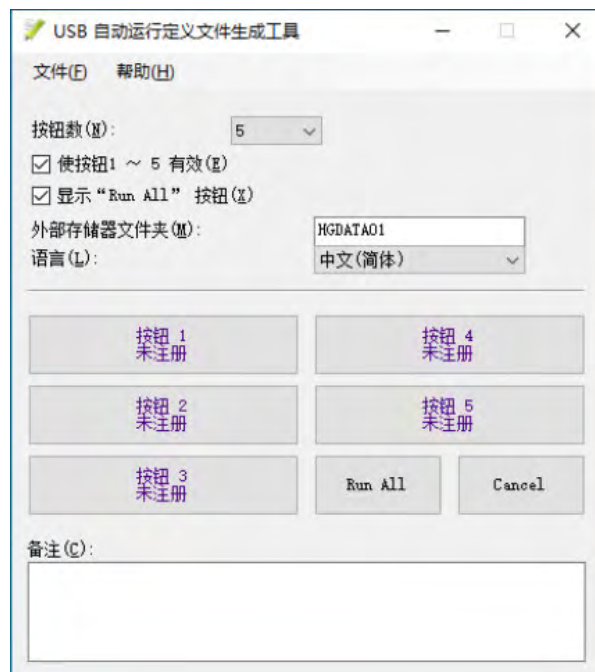 USB 自动运行定义文件生成工具
文件(F) 帮助(H)
按钮数(N): 5
使按钮1 ～ 5 有效(E)
显示“Run All” 按钮(X)
外部存储器文件夹(M): HGDATA01
语言(L): 中文(简体)
按钮 1
未注册
按钮 4
未注册
按钮 2
未注册
按钮 5
未注册
按钮 3
未注册
Run All
Cancel
备注(C):